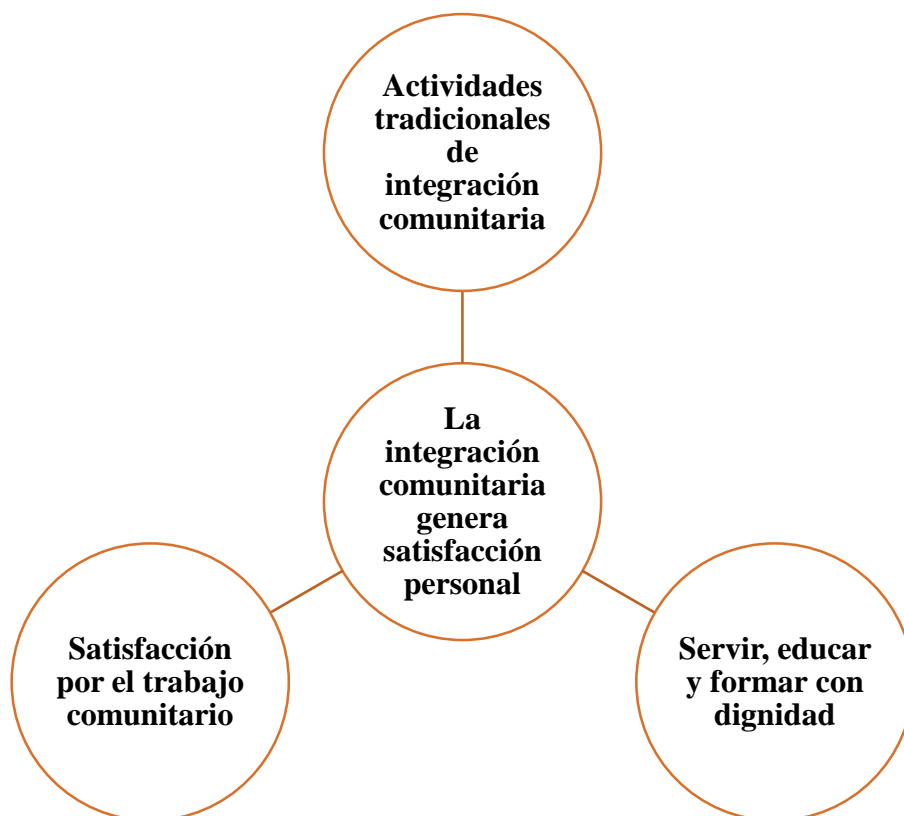 Actividades
tradicionales
de
integración
comunitaria
La
integración
comunitaria
genera
satisfacción
personal
Satisfacción
por el trabajo
comunitario
Servir, educar
y formar con
dignidad